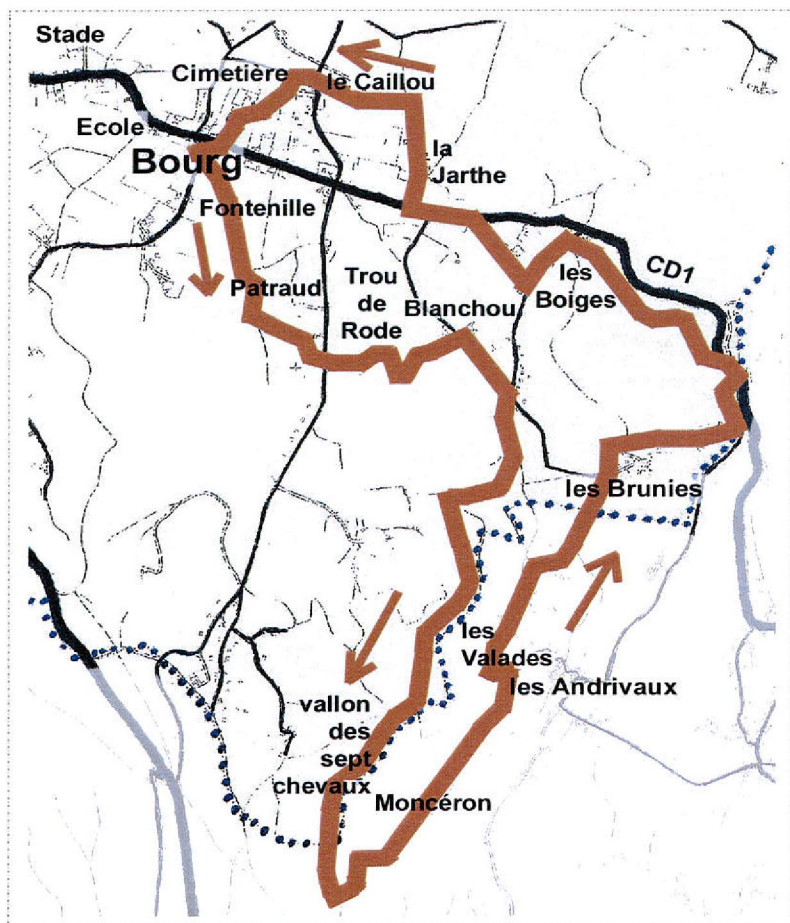 Stade
Cimetière
le Caillou
Ecole
Bourg
la
Jarthe
Fontenille
CD1
Patraud
Trou
de
Rode
Blanchou
les
Boiges
les Brunies
les
Valades
les Andrivaux
vallon
des
sept
chevaux
Moncéron